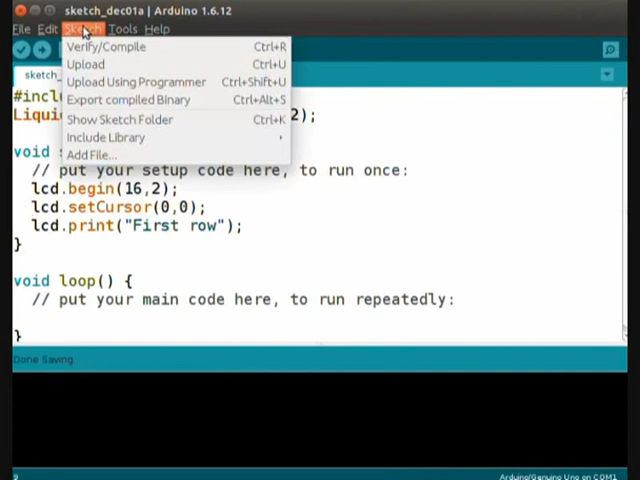 sketch_dec01a | Arduino 1.6.12
File Edit Sketch Tools Help
sketch_
Verify/Compile Ctrl+R
Upload Ctrl+U
Upload Using Programmer Ctrl+Shift+U
Export compiled Binary Ctrl+Alt+S
Show Sketch Folder Ctrl+K
Include Library
Add File...
#inclu
Liquid 2);
void s
// put your setup code here, to run once:
lcd.begin(16,2);
lcd.setCursor(0,0);
lcd.print("First row");
}
void loop() {
// put your main code here, to run repeatedly:
}
Done Saving.
9 Arduino/Genuino Uno on COM1